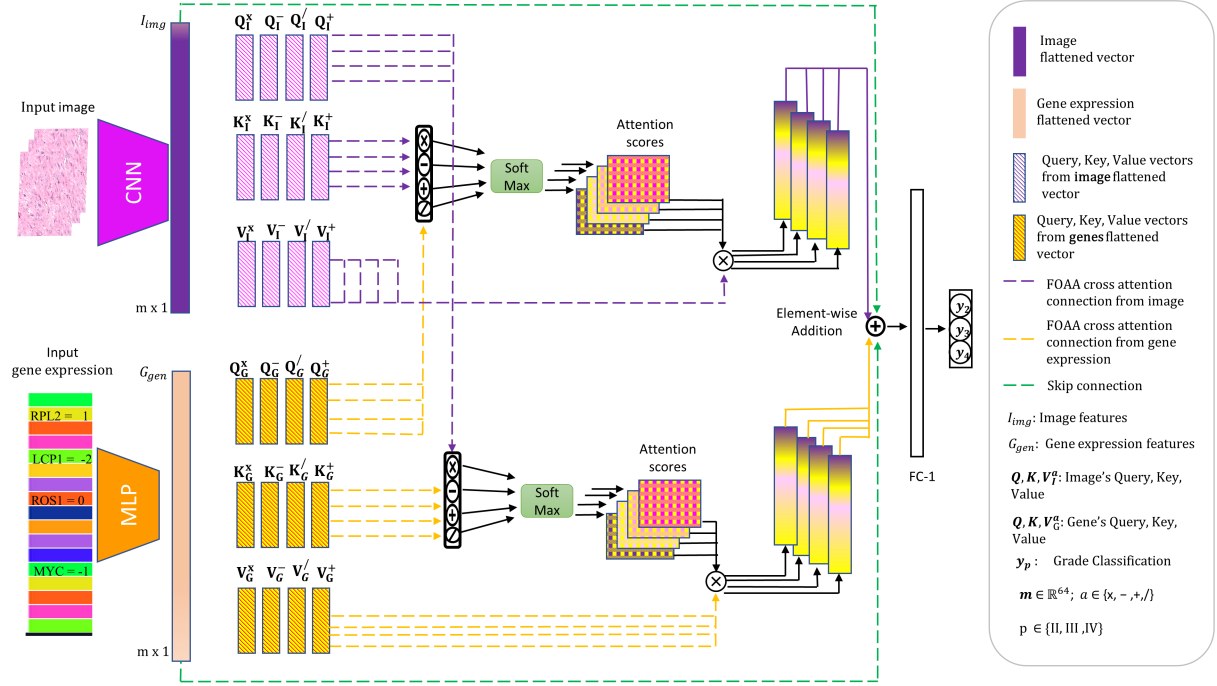 I_img
Q_I^x Q_I^- Q_I^/ Q_I^+
Input image
CNN
K_I^x K_I^- K_I^/ K_I^+
V_I^x V_I^- V_I^/ V_I^+
m x 1
× − + /
Soft
Max
Attention
scores
×
Element-wise
Addition
+
FC-1
y₂
y₃
y₄
Input
gene expression
G_gen
RPL2 = 1
LCP1 = -2
ROS1 = 0
MYC = -1
MLP
m x 1
Q_G^x Q_G^- Q_G^/ Q_G^+
K_G^x K_G^- K_G^/ K_G^+
V_G^x V_G^- V_G^/ V_G^+
× − + /
Soft
Max
Attention
scores
×
Image
flattened vector
Gene expression
flattened vector
Query, Key, Value vectors
from image flattened
vector
Query, Key, Value vectors
from genes flattened
vector
FOAA cross attention
connection from image
FOAA cross attention
connection from gene
expression
Skip connection
I_img: Image features
G_gen: Gene expression features
Q, K, V_I^a: Image's Query, Key,
Value
Q, K, V_G^a: Gene's Query, Key,
Value
y_p : Grade Classification
m ∈ ℝ^64; a ∈ {x, − ,+,/}
p ∈ {II, III ,IV}